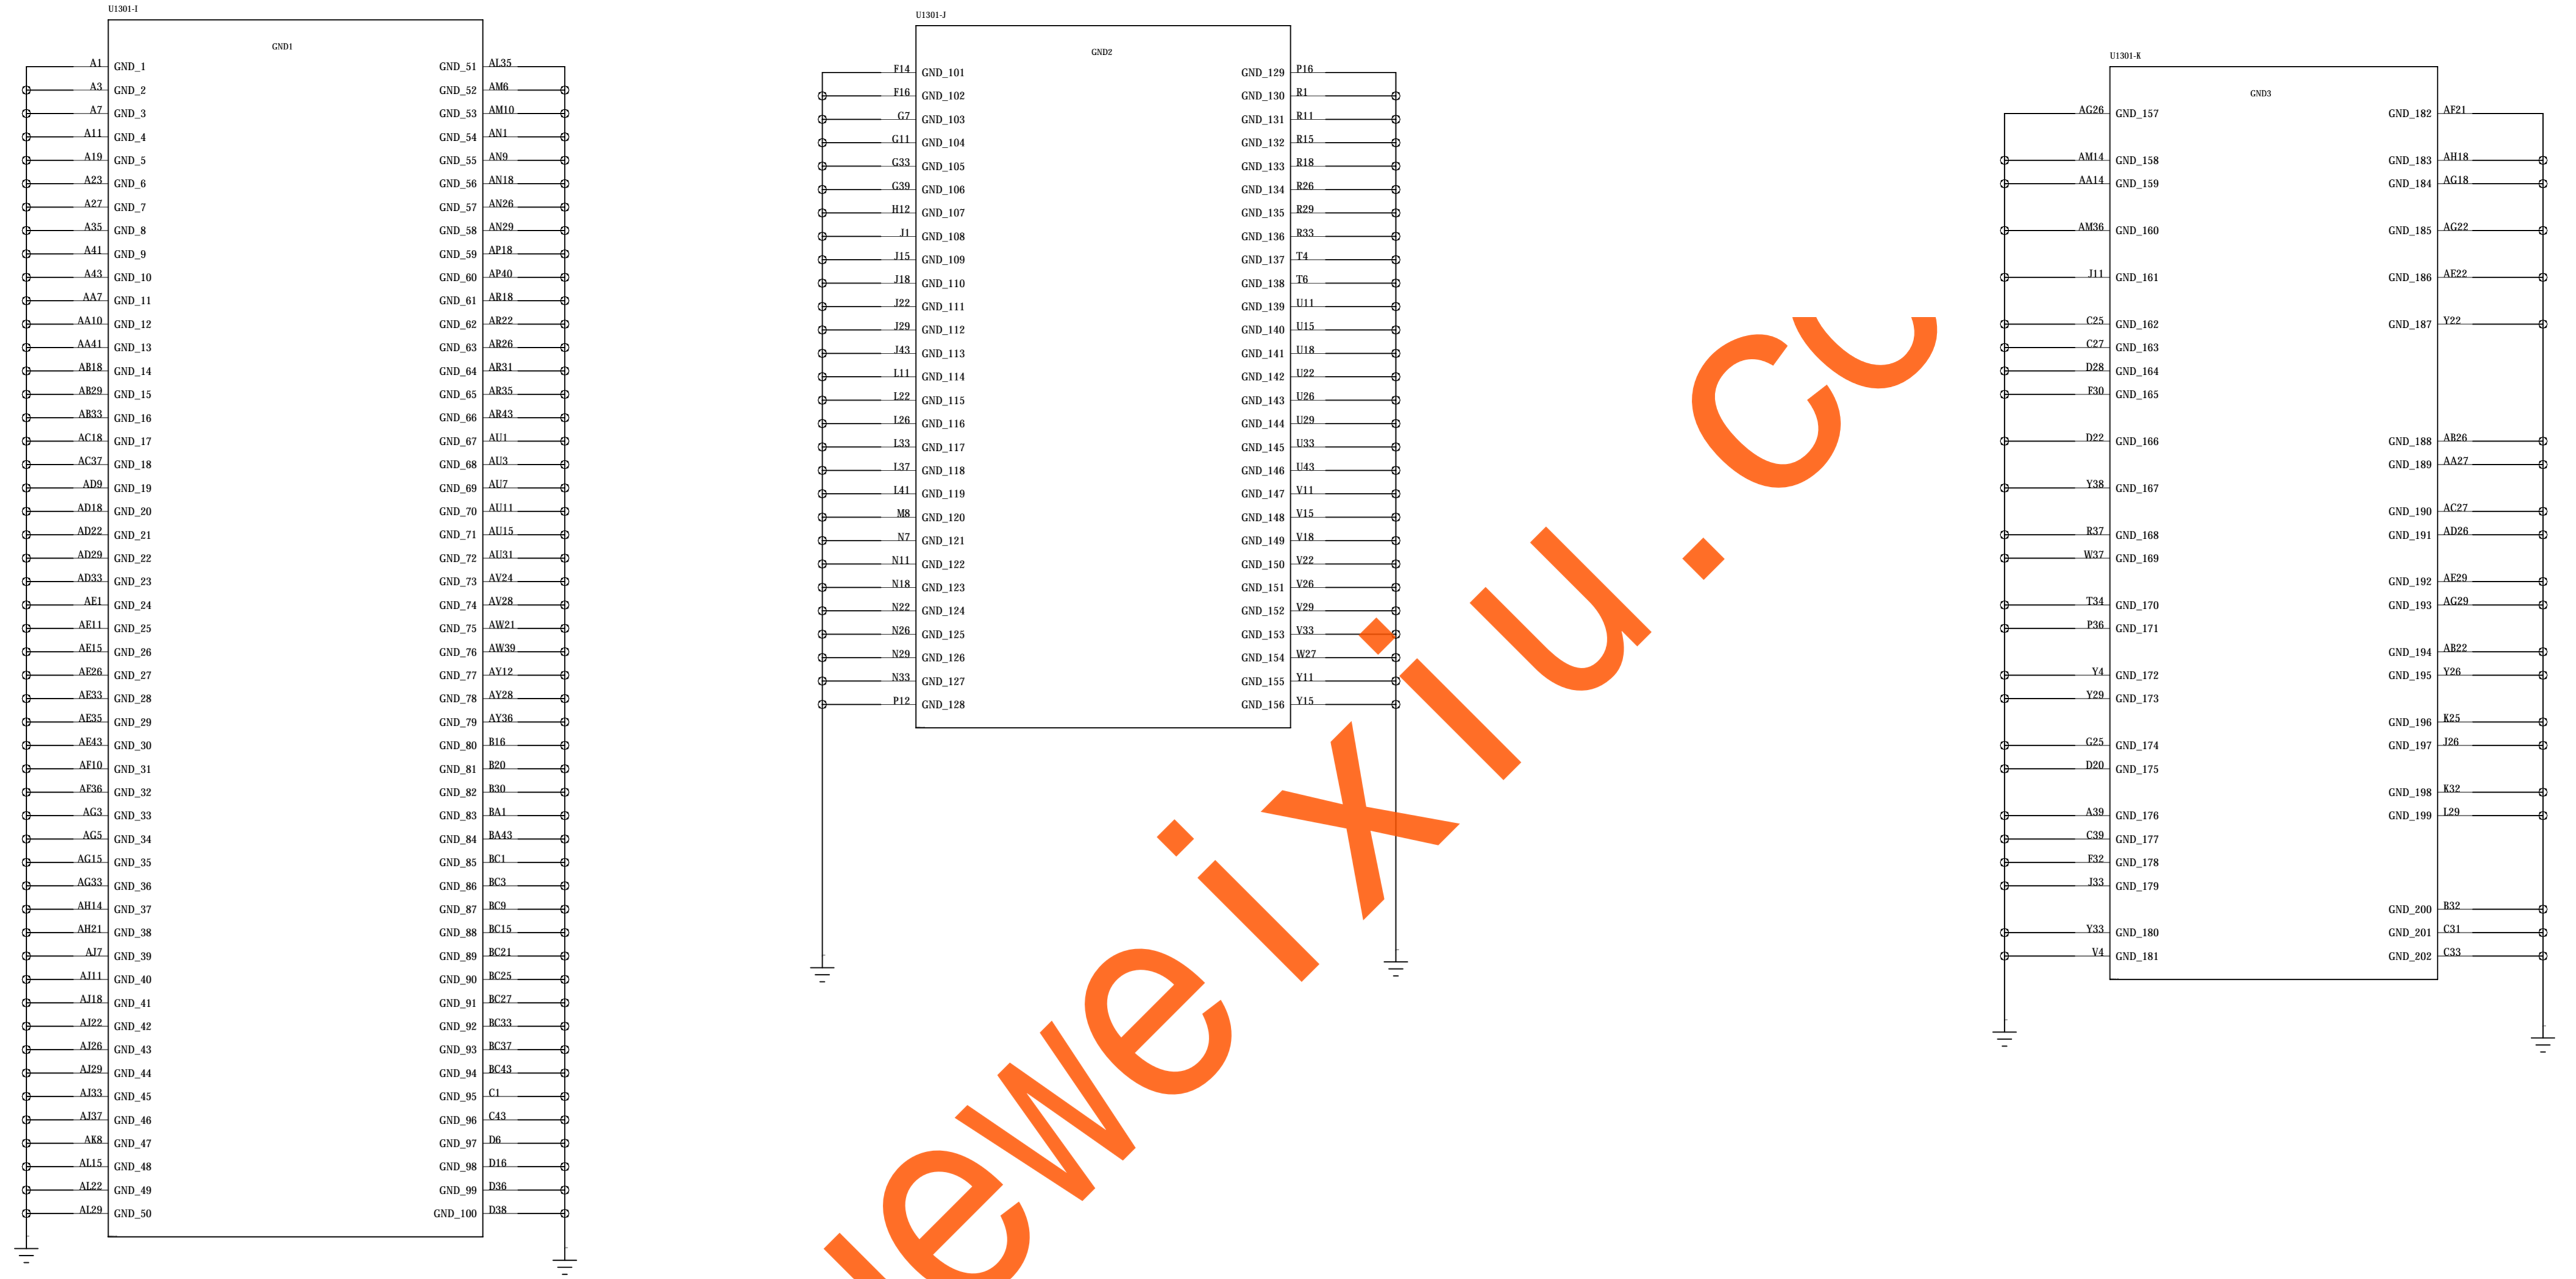 U1301-I
GND1
A1 GND_1 GND_51 AL35
A3 GND_2 GND_52 AM6
A7 GND_3 GND_53 AM10
A11 GND_4 GND_54 AN1
A19 GND_5 GND_55 AN9
A23 GND_6 GND_56 AN18
A27 GND_7 GND_57 AN26
A35 GND_8 GND_58 AN29
A41 GND_9 GND_59 AP18
A43 GND_10 GND_60 AP40
AA7 GND_11 GND_61 AR18
AA10 GND_12 GND_62 AR22
AA41 GND_13 GND_63 AR26
AB18 GND_14 GND_64 AR31
AB29 GND_15 GND_65 AR35
AB33 GND_16 GND_66 AR43
AC18 GND_17 GND_67 AU1
AC37 GND_18 GND_68 AU3
AD9 GND_19 GND_69 AU7
AD18 GND_20 GND_70 AU11
AD22 GND_21 GND_71 AU15
AD29 GND_22 GND_72 AU31
AD33 GND_23 GND_73 AV24
AE1 GND_24 GND_74 AV28
AE11 GND_25 GND_75 AW21
AE15 GND_26 GND_76 AW39
AE26 GND_27 GND_77 AY12
AE33 GND_28 GND_78 AY28
AE35 GND_29 GND_79 AY36
AE43 GND_30 GND_80 B16
AF10 GND_31 GND_81 B20
AF36 GND_32 GND_82 B30
AG3 GND_33 GND_83 BA1
AG5 GND_34 GND_84 BA43
AG15 GND_35 GND_85 BC1
AG33 GND_36 GND_86 BC3
AH14 GND_37 GND_87 BC9
AH21 GND_38 GND_88 BC15
AJ7 GND_39 GND_89 BC21
AJ11 GND_40 GND_90 BC25
AJ18 GND_41 GND_91 BC27
AJ22 GND_42 GND_92 BC33
AJ26 GND_43 GND_93 BC37
AJ29 GND_44 GND_94 BC43
AJ33 GND_45 GND_95 C1
AJ37 GND_46 GND_96 C43
AK8 GND_47 GND_97 D6
AL15 GND_48 GND_98 D16
AL22 GND_49 GND_99 D36
AL29 GND_50 GND_100 D38
U1301-J
GND2
F14 GND_101 GND_129 P16
F16 GND_102 GND_130 R1
G7 GND_103 GND_131 R11
G11 GND_104 GND_132 R15
G33 GND_105 GND_133 R18
G39 GND_106 GND_134 R26
H12 GND_107 GND_135 R29
J1 GND_108 GND_136 R33
J15 GND_109 GND_137 T4
J18 GND_110 GND_138 T6
J22 GND_111 GND_139 U11
J29 GND_112 GND_140 U15
J43 GND_113 GND_141 U18
L11 GND_114 GND_142 U22
L22 GND_115 GND_143 U26
L26 GND_116 GND_144 U29
L33 GND_117 GND_145 U33
L37 GND_118 GND_146 U43
L41 GND_119 GND_147 V11
M8 GND_120 GND_148 V15
N7 GND_121 GND_149 V18
N11 GND_122 GND_150 V22
N18 GND_123 GND_151 V26
N22 GND_124 GND_152 V29
N26 GND_125 GND_153 V33
N29 GND_126 GND_154 W27
N33 GND_127 GND_155 Y11
P12 GND_128 GND_156 Y15
U1301-K
GND3
AG26 GND_157 GND_182 AF21
AM14 GND_158 GND_183 AH18
AA14 GND_159 GND_184 AG18
AM36 GND_160 GND_185 AG22
J11 GND_161 GND_186 AE22
C25 GND_162 GND_187 Y22
C27 GND_163
D28 GND_164
F30 GND_165
D22 GND_166 GND_188 AB26
GND_189 AA27
Y38 GND_167
GND_190 AC27
R37 GND_168 GND_191 AD26
W37 GND_169
GND_192 AE29
T34 GND_170 GND_193 AG29
P36 GND_171
GND_194 AB22
Y4 GND_172 GND_195 Y26
Y29 GND_173
GND_196 K25
G25 GND_174 GND_197 J26
D20 GND_175
GND_198 K32
A39 GND_176 GND_199 L29
C39 GND_177
F32 GND_178
J33 GND_179
GND_200 B32
Y33 GND_180 GND_201 C31
V4 GND_181 GND_202 C33
leweixiu.co